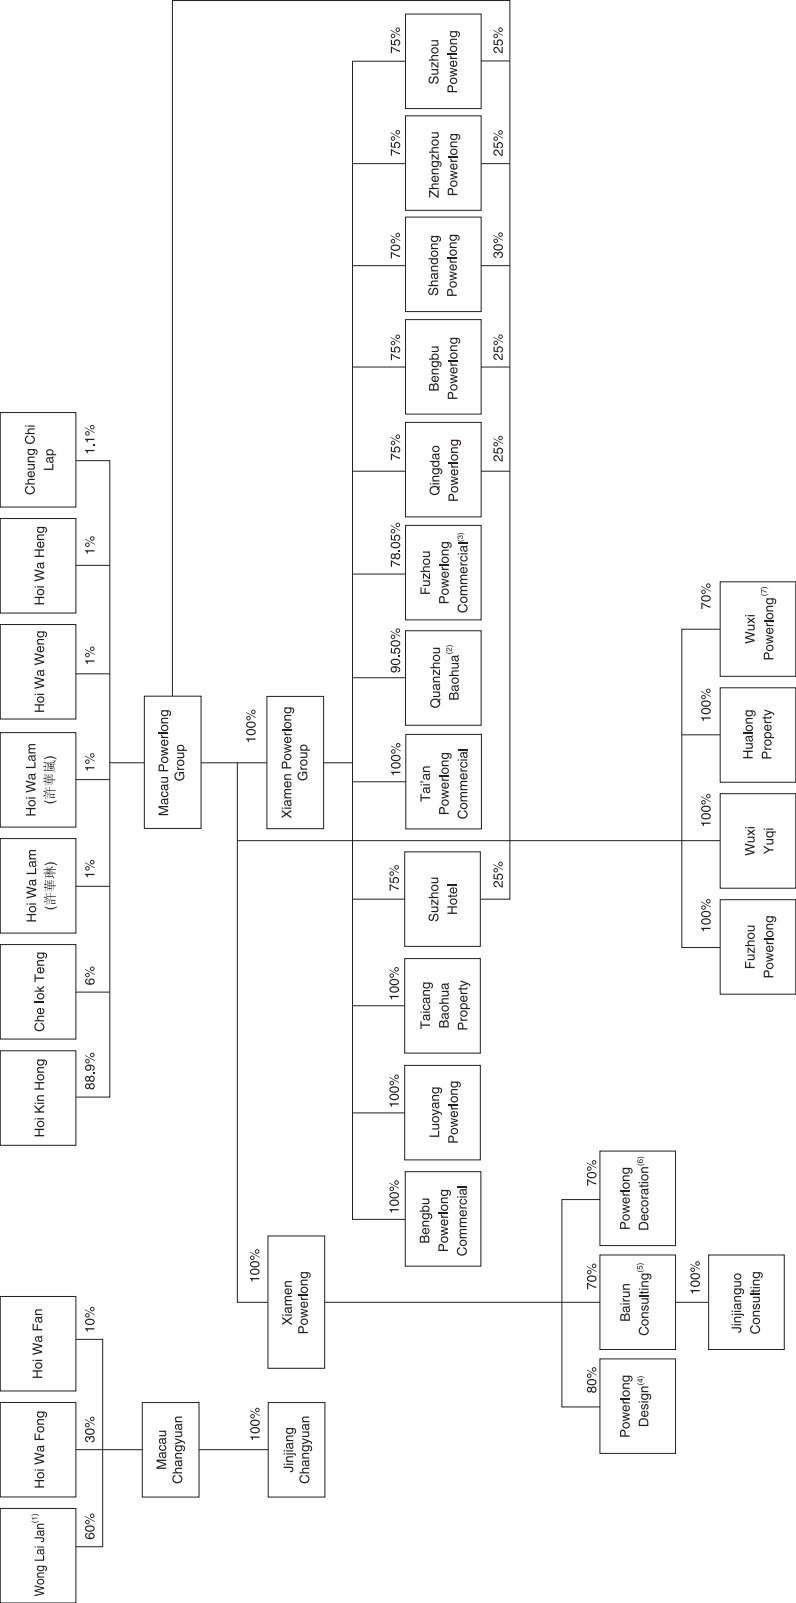 Wong Lai Jan(1)
Hoi Wa Fong
Hoi Wa Fan
Hoi Kin Hong
Che Iok Teng
Hoi Wa Lam
(許華琳)
Hoi Wa Lam
(許華嵐)
Hoi Wa Weng
Hoi Wa Heng
Cheung Chi
Lap
60%
30%
10%
88.9%
6%
1%
1%
1%
1%
1.1%
Macau
Changyuan
Macau Powerlong
Group
100%
100%
100%
Jinjiang
Changyuan
Xiamen
Powerlong
Xiamen Powerlong
Group
100%
100%
100%
75%
100%
90.50%
78.05%
75%
75%
70%
75%
75%
Bengbu
Powerlong
Commercial
Luoyang
Powerlong
Taicang
Baohua
Property
Suzhou
Hotel
Tai'an
Powerlong
Commercial
Quanzhou
Baohua(2)
Fuzhou
Powerlong
Commercial(3)
Qingdao
Powerlong
Bengbu
Powerlong
Shandong
Powerlong
Zhengzhou
Powerlong
Suzhou
Powerlong
25%
25%
25%
30%
25%
25%
80%
70%
70%
Powerlong
Design(4)
Bairun
Consulting(5)
Powerlong
Decoration(6)
100%
Jinjianguo
Consulting
100%
100%
100%
70%
Fuzhou
Powerlong
Wuxi
Yuqi
Hualong
Property
Wuxi
Powerlong(7)